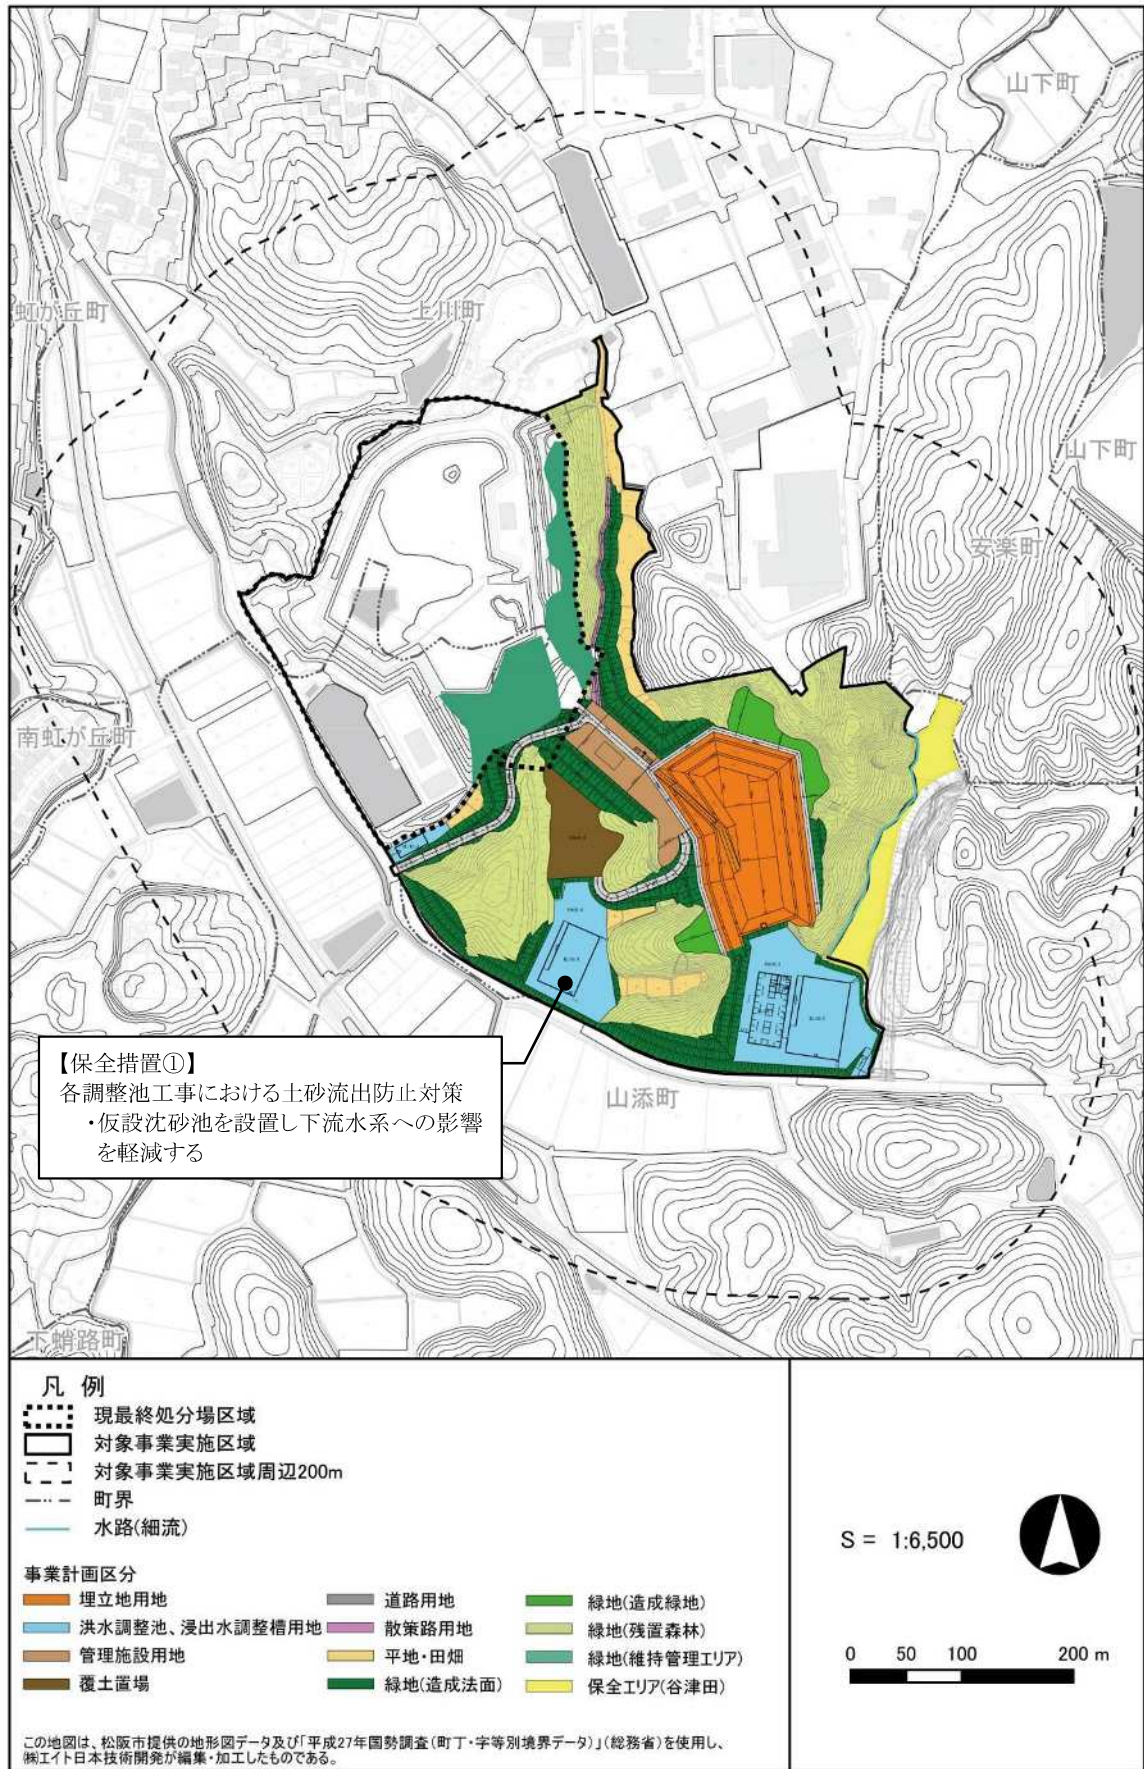 山下町
虹が丘町
上川町
山下町
安楽町
南虹が丘町
【保全措置①】
各調整池工事における土砂流出防止対策
・仮設沈砂池を設置し下流水系への影響
を軽減する
山添町
下蛸路町
凡 例
現最終処分場区域
対象事業実施区域
対象事業実施区域周辺200m
町界
水路(細流)
事業計画区分
埋立地用地
洪水調整池、浸出水調整槽用地
管理施設用地
覆土置場
道路用地
散策路用地
平地・田畑
緑地(造成法面)
緑地(造成緑地)
緑地(残置森林)
緑地(維持管理エリア)
保全エリア(谷津田)
S = 1:6,500
0 50 100 200 m
この地図は、松阪市提供の地形図データ及び「平成27年国勢調査(町丁・字等別境界データ)」(総務省)を使用し、
㈱エイト日本技術開発が編集・加工したものである。